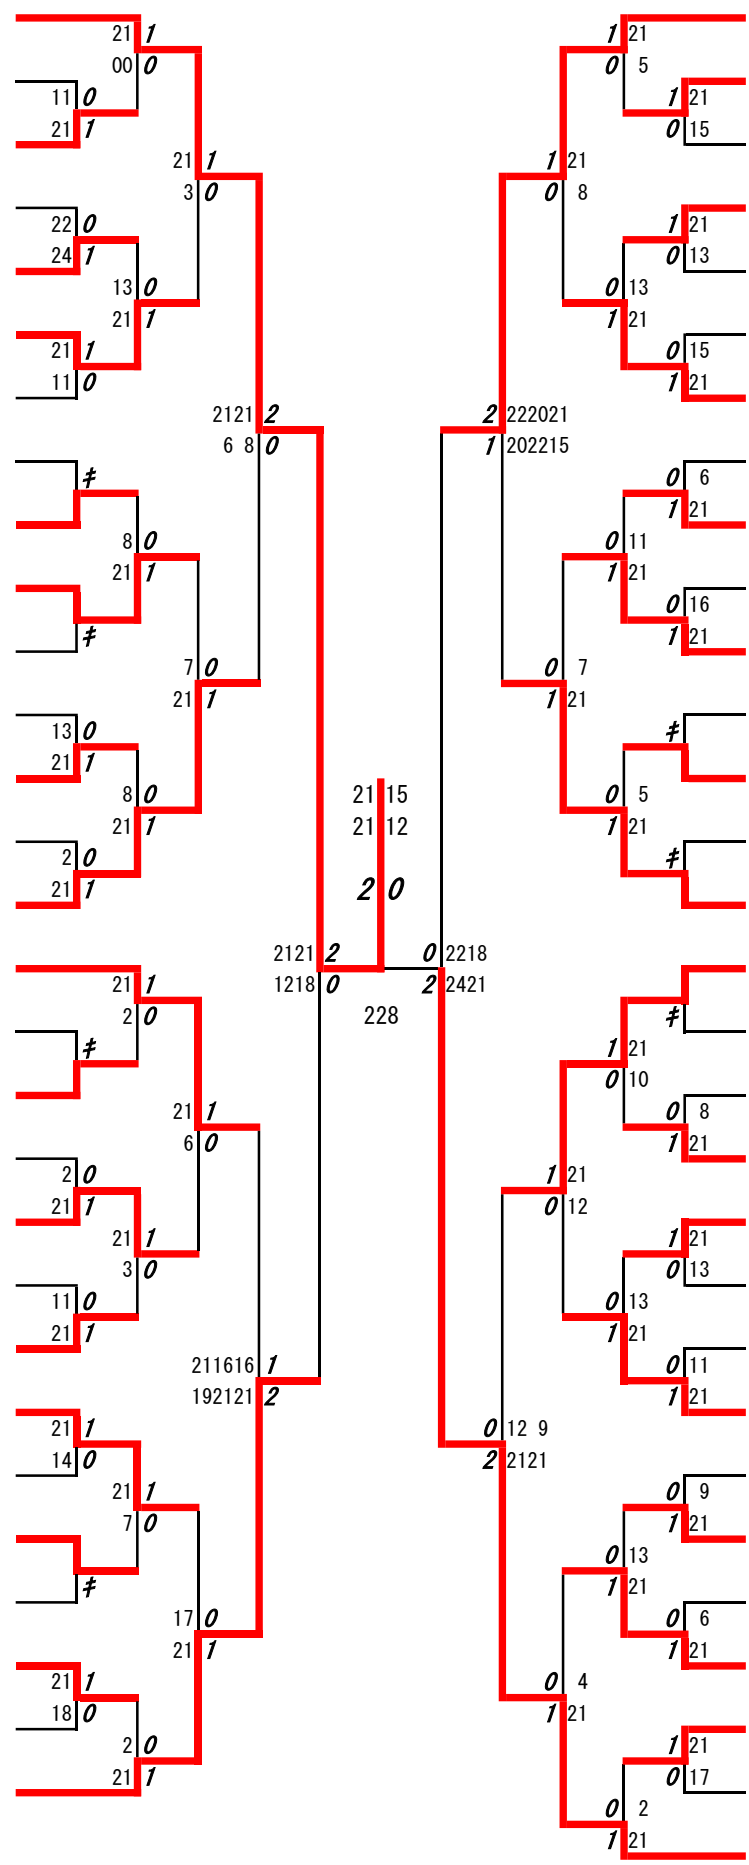 21 1 1 21
00 0 0 5
11 0 1 21
21 1 0 15
21 1 1 21
3 0 0 8
22 0 1 21
24 1 0 13
13 0 0 13
21 1 1 21
21 1 0 15
11 0 1 21
2121 2 2 222021
6 8 0 1 202215
≠ 0 6
1 21
8 0 0 11
21 1 1 21
0 16
≠ 1 21
7 0 0 7
21 1 1 21
13 0 ≠
21 1
8 0 0 5
21 1 1 21
21 15
21 12
2 0 ≠
21 1
2 0
2121 2 0 2218
1218 0 2 2421
228
21 1
2 0 ≠
≠ 1 21
0 10
21 1 0 8
6 0 1 21
2 0 1 21
21 1 0 12
21 1 1 21
3 0 0 13
11 0 0 13
21 1 1 21
211616 1 0 11
192121 2 1 21
21 1 0 12 9
14 0 2 2121
21 1 0 9
7 0 1 21
≠ 0 13
1 21
17 0 0 6
21 1 1 21
21 1 0 4
18 0 1 21
2 0 1 21
21 1 0 17
0 2
1 21